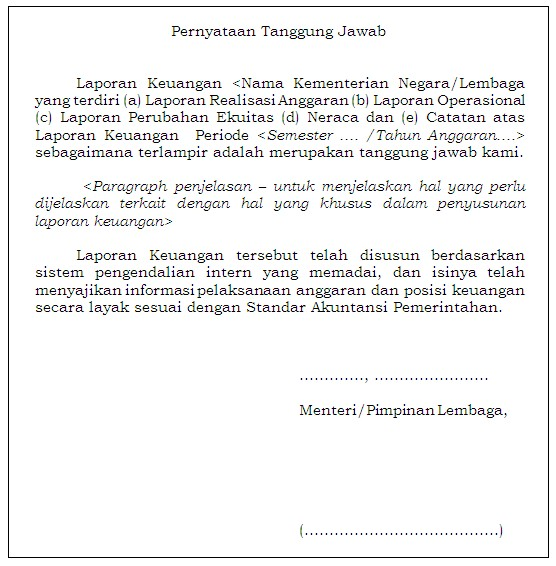 Pernyataan Tanggung Jawab
Laporan Keuangan <Nama Kementerian Negara/Lembaga
yang terdiri (a) Laporan Realisasi Anggaran (b) Laporan Operasional
(c) Laporan Perubahan Ekuitas (d) Neraca dan (e) Catatan atas
Laporan Keuangan Periode <Semester .... /Tahun Anggaran....>
sebagaimana terlampir adalah merupakan tanggung jawab kami.
<Paragraph penjelasan – untuk menjelaskan hal yang perlu
dijelaskan terkait dengan hal yang khusus dalam penyusunan
laporan keuangan>
Laporan Keuangan tersebut telah disusun berdasarkan
sistem pengendalian intern yang memadai, dan isinya telah
menyajikan informasi pelaksanaan anggaran dan posisi keuangan
secara layak sesuai dengan Standar Akuntansi Pemerintahan.
............., .......................
Menteri/Pimpinan Lembaga,
(.......................................)